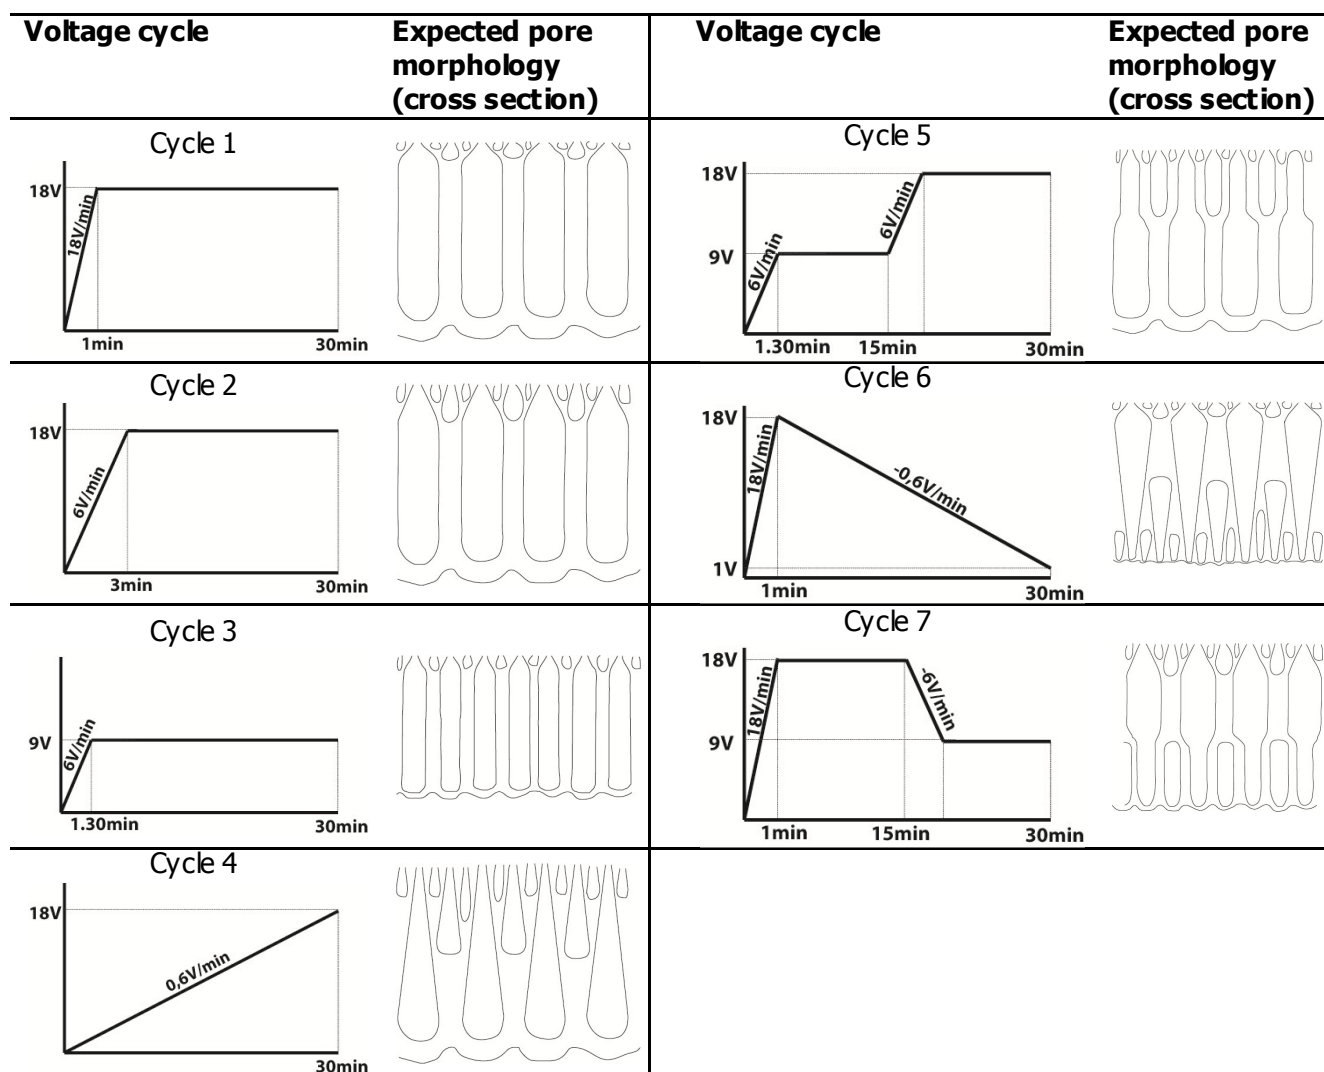 Voltage cycle
Expected pore
morphology
(cross section)
Voltage cycle
Expected pore
morphology
(cross section)
Cycle 1
18V
18V/min
1min
30min
Cycle 5
18V
9V
6V/min
6V/min
1.30min
15min
30min
Cycle 2
18V
6V/min
3min
30min
Cycle 6
18V
18V/min
-0,6V/min
1V
1min
30min
Cycle 3
9V
6V/min
1.30min
30min
Cycle 7
18V
18V/min
-6V/min
9V
1min
15min
30min
Cycle 4
18V
0,6V/min
30min